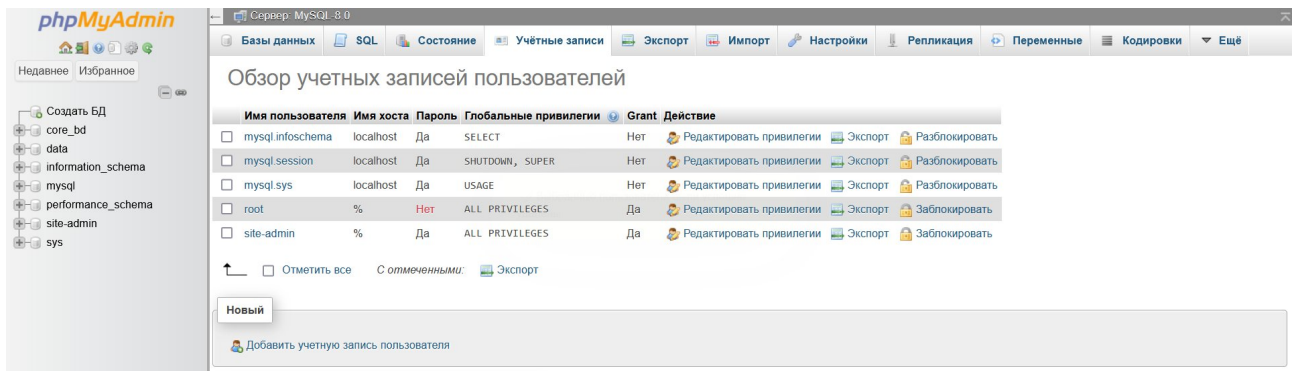 phpMyAdmin
Недавнее Избранное
Создать БД
core_bd
data
information_schema
mysql
performance_schema
site-admin
sys
Сервер: MySQL-8.0
Базы данных SQL Состояние Учётные записи Экспорт Импорт Настройки Репликация Переменные Кодировки Ещё
Обзор учетных записей пользователей
Имя пользователя Имя хоста Пароль Глобальные привилегии Grant Действие
mysql.infoschema localhost Да SELECT Нет Редактировать привилегии Экспорт Разблокировать
mysql.session localhost Да SHUTDOWN, SUPER Нет Редактировать привилегии Экспорт Разблокировать
mysql.sys localhost Да USAGE Нет Редактировать привилегии Экспорт Разблокировать
root % Нет ALL PRIVILEGES Да Редактировать привилегии Экспорт Заблокировать
site-admin % Да ALL PRIVILEGES Да Редактировать привилегии Экспорт Заблокировать
Отметить все С отмеченными: Экспорт
Новый
Добавить учетную запись пользователя